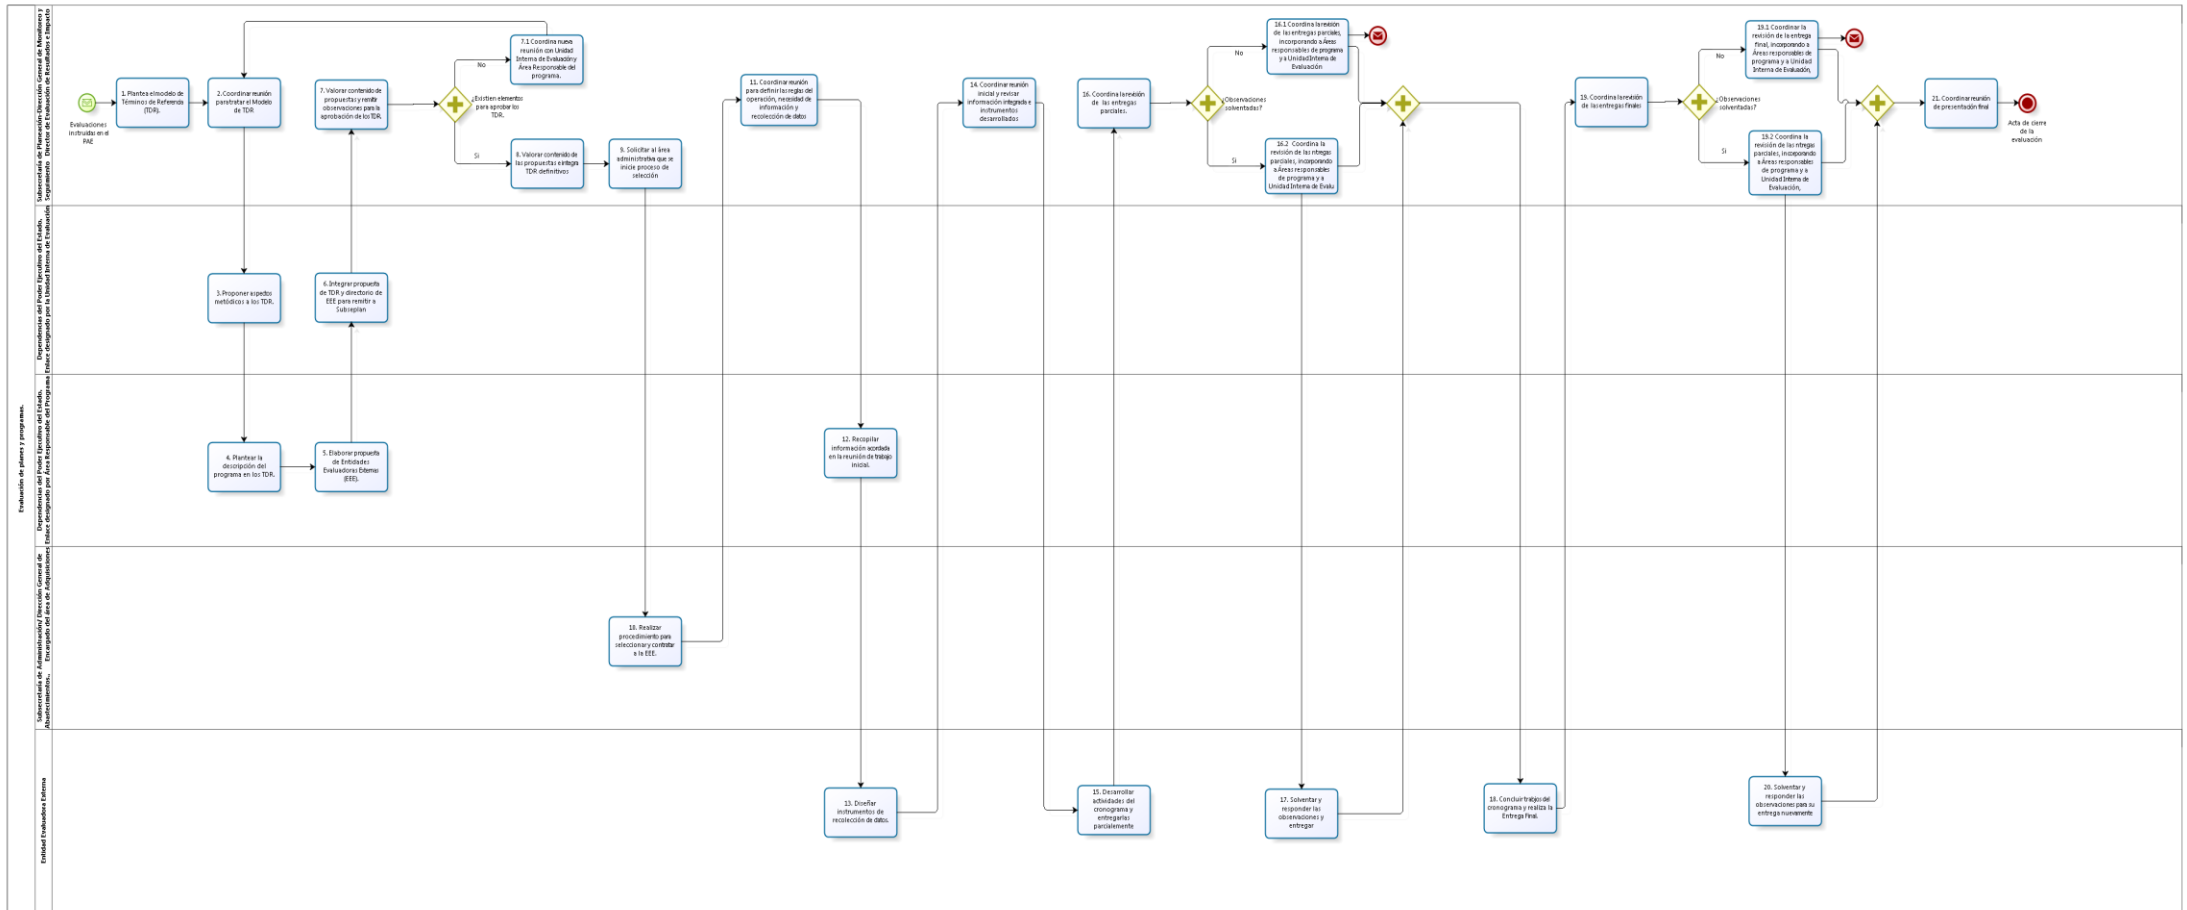 Evaluación de planes y programas.
Subsecretaría de Planeación-Dirección General de Monitoreo y
Seguimiento Director de Evaluación de Resultados e Impacto
Evaluaciones
instruidas en el
PAE
1. Plantea el modelo de
Términos de Referencia
(TDR).
2. Coordinar reunión
para tratar el Modelo
de TDR.
7. Valorar contenido de
propuestas y remitir
observaciones para la
aprobación de los TDR.
¿Existien elementos
para aprobar los
TDR.
No
Si
7.1 Coordina nueva
reunión con Unidad
Interna de Evaluación y
Área Responsable del
programa.
8. Valorar contenido de
las propuestas e integra
TDR definitivos
9. Solicitar al área
administrativa que se
inicie proceso de
selección
11. Coordinar reunión
para definir las reglas del
operación, necesidad de
información y
recolección de datos
14. Coordinar reunión
inicial y revisar
información integrada e
instrumentos
desarrollados
16. Coordina la revisión
de las entregas
parciales.
¿Observaciones
solventadas?
No
Si
16.1 Coordina la revisión
de las entregas parciales,
incorporando a Áreas
responsables de programa
y a Unidad Interna de
Evaluación
16.2 Coordina la
revisión de las ntregas
parciales, incorporando
a Áreas responsables
de programa y a
Unidad Interna de Evalu
19. Coordina la revisión
de las entregas finales
¿Observaciones
solventadas?
No
Si
19.1 Coordinar la
revisión de la entrega
final, incorporando a
Áreas responsables de
programa y a Unidad
Interna de Evaluación,
19.2 Coordina la
revisión de las ntregas
parciales, incorporando
a Áreas responsables
de programa y a
Unidad Interna de
Evaluación,
21. Coordinar reunión
de presentación final
Acta de cierre
de la
evaluación
Dependencias del Poder Ejecutivo del Estado.
Enlace designado por la Unidad Interna de Evaluación
3. Proponer aspectos
metódicos a los TDR.
6. Integrar propuesta
de TDR y directorio de
EEE para remitir a
Subseplan
Dependencias del Poder Ejecutivo del Estado.
Enlace designado por Área Responsable del Programa
4. Plantear la
descripción del
programa en los TDR.
5. Elaborar propuesta
de Entidades
Evaluadoras Externas
(EEE).
12. Recopilar
información acordada
en la reunión de trabajo
inicial.
Subsecretaría de Administración/ Dirección General de
Abastecimientos., Encargado del área de Adquisiciones
10. Realizar
procedimiento para
seleccionar y contratar
a la EEE.
Entidad Evaluadora Externa
13. Diseñar
instrumentos de
recolección de datos.
15. Desarrollar
actividades del
cronograma y
entregarlas
parcialmente
17. Solventar y
responder las
observaciones y
entregar
18. Concluir trabjos del
cronograma y realiza la
Entrega Final.
20. Solventar y
responder las
observaciones para su
entrega nuevamente